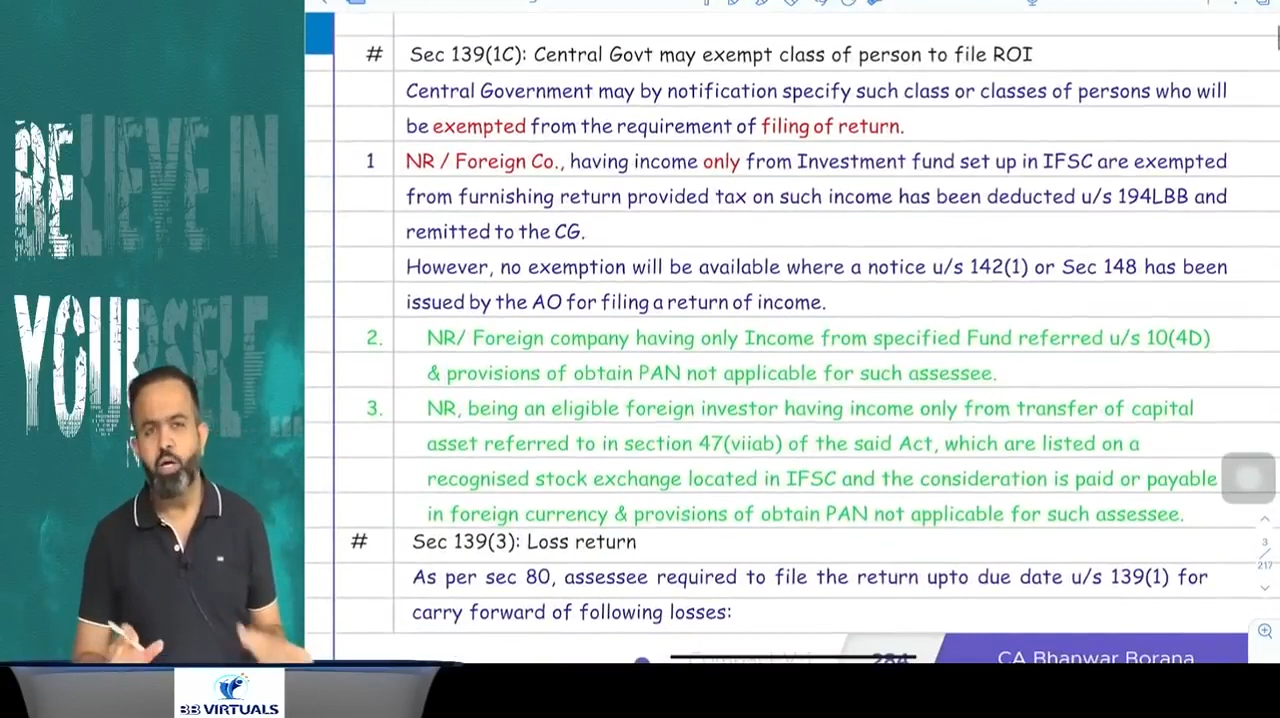 BELIEVE IN
YOURSELF...
# Sec 139(1C): Central Govt may exempt class of person to file ROI
Central Government may by notification specify such class or classes of persons who will
be exempted from the requirement of filing of return.
1 NR / Foreign Co., having income only from Investment fund set up in IFSC are exempted
from furnishing return provided tax on such income has been deducted u/s 194LBB and
remitted to the CG.
However, no exemption will be available where a notice u/s 142(1) or Sec 148 has been
issued by the AO for filing a return of income.
2. NR/ Foreign company having only Income from specified Fund referred u/s 10(4D)
& provisions of obtain PAN not applicable for such assessee.
3. NR, being an eligible foreign investor having income only from transfer of capital
asset referred to in section 47(viiab) of the said Act, which are listed on a
recognised stock exchange located in IFSC and the consideration is paid or payable
in foreign currency & provisions of obtain PAN not applicable for such assessee.
# Sec 139(3): Loss return
As per sec 80, assessee required to file the return upto due date u/s 139(1) for
carry forward of following losses:
3
217
284
CA Bhanwar Borana
BB VIRTUALS